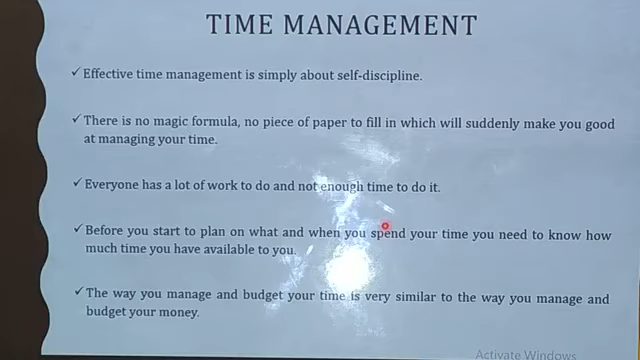 TIME MANAGEMENT
✓Effective time management is simply about self-discipline.
✓There is no magic formula, no piece of paper to fill in which will suddenly make you good
at managing your time.
✓Everyone has a lot of work to do and not enough time to do it.
✓Before you start to plan on what and when you spend your time you need to know how
much time you have available to you.
✓The way you manage and budget your time is very similar to the way you manage and
budget your money.
Activate Windows